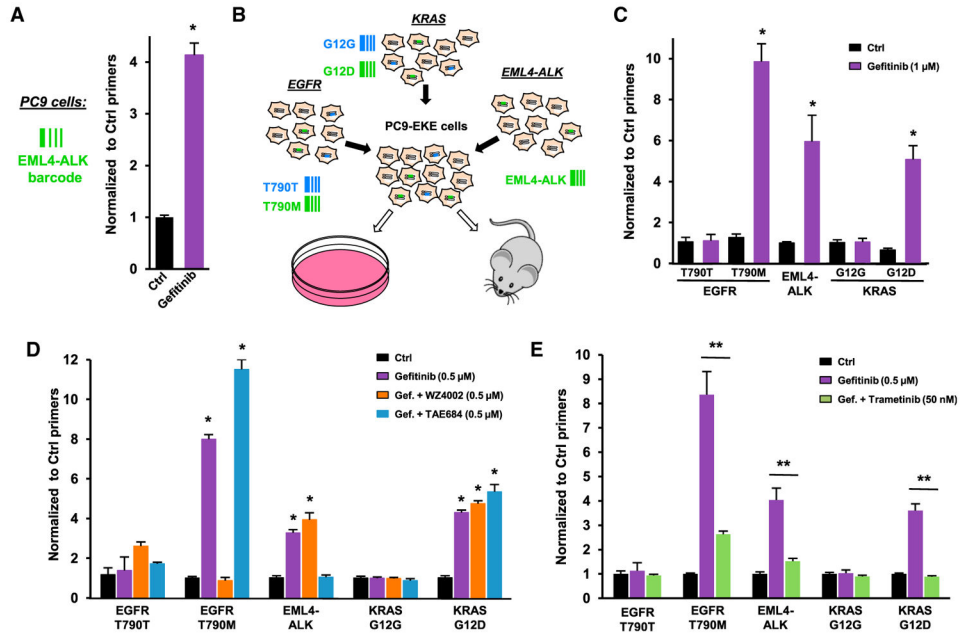 A
Normalized to Ctrl primers
5
4
3
2
1
0
*
Ctrl
Gefitinib
PC9 cells:
EML4-ALK
barcode
B
KRAS
G12G
G12D
EGFR
EML4-ALK
PC9-EKE cells
T790T
T790M
EML4-ALK
C
Normalized to Ctrl primers
12
10
8
6
4
2
0
Ctrl
Gefitinib (1 µM)
*
*
*
T790T
T790M
EML4-
ALK
G12G
G12D
EGFR
KRAS
D
Normalized to Ctrl primers
12
10
8
6
4
2
0
Ctrl
Gefitinib (0.5 µM)
Gef. + WZ4002 (0.5 µM)
Gef. + TAE684 (0.5 µM)
*
*
*
*
*
*
*
EGFR
T790T
EGFR
T790M
EML4-
ALK
KRAS
G12G
KRAS
G12D
E
Normalized to Ctrl primers
10
9
8
7
6
5
4
3
2
1
0
Ctrl
Gefitinib (0.5 µM)
Gef. + Trametinib (50 nM)
**
**
**
EGFR
T790T
EGFR
T790M
EML4-
ALK
KRAS
G12G
KRAS
G12D